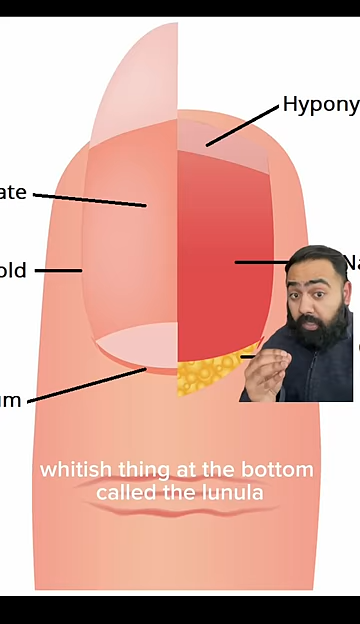 Hypony
ate
old
Na
um
whitish thing at the bottom
called the lunula